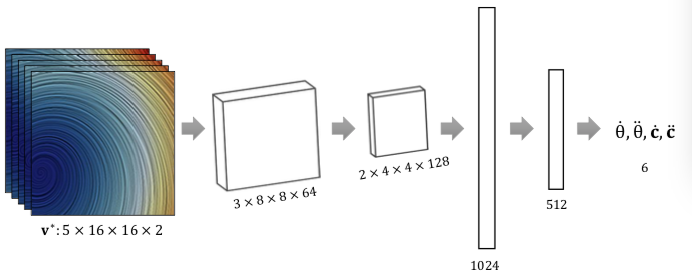 𝐯*: 5 × 16 × 16 × 2
3 × 8 × 8 × 64
2 × 4 × 4 × 128
1024
512
θ̇, θ̈, 𝐜̇, 𝐜̈
6